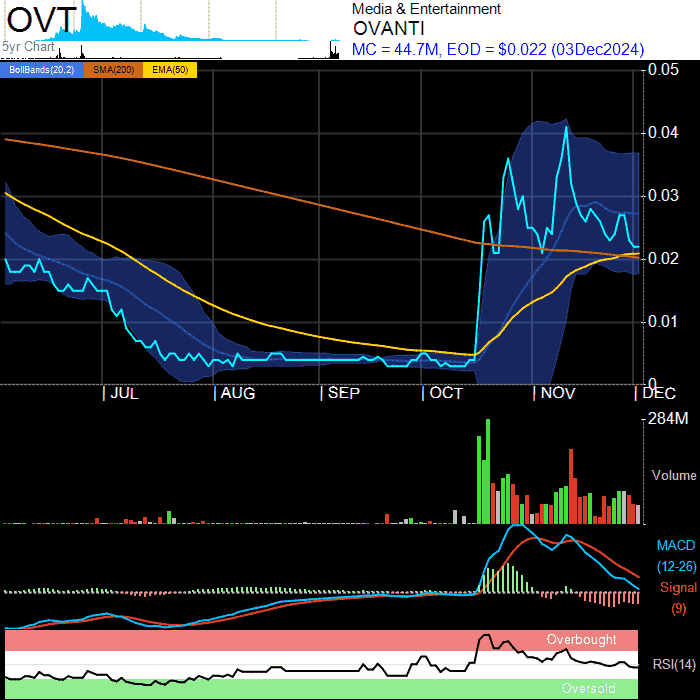 OVT
Media & Entertainment
OVANTI
5yr Chart
MC = 44.7M, EOD = $0.022 (03Dec2024)
BollBands(20,2) SMA(200) EMA(50)
0.05
0.04
0.03
0.02
0.01
0
JUL AUG SEP OCT NOV DEC
284M
Volume
MACD
(12-26)
Signal
(9)
Overbought
RSI(14)
Oversold